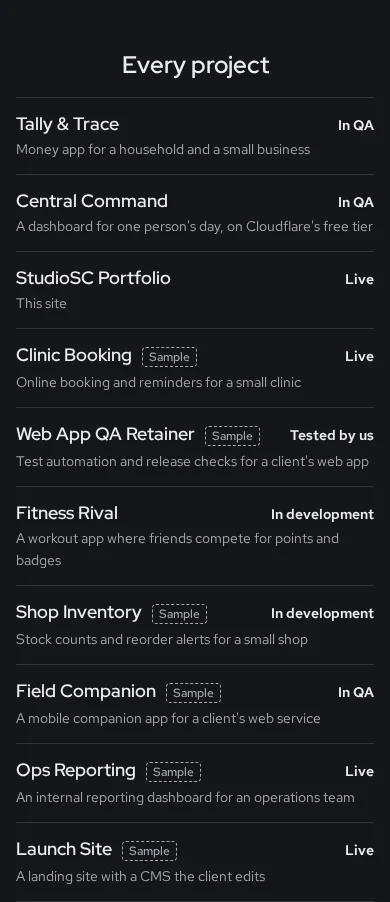 Every project
Tally & Trace In QA
Money app for a household and a small business
Central Command In QA
A dashboard for one person's day, on Cloudflare's free tier
StudioSC Portfolio Live
This site
Clinic Booking Sample Live
Online booking and reminders for a small clinic
Web App QA Retainer Sample Tested by us
Test automation and release checks for a client's web app
Fitness Rival In development
A workout app where friends compete for points and
badges
Shop Inventory Sample In development
Stock counts and reorder alerts for a small shop
Field Companion Sample In QA
A mobile companion app for a client's web service
Ops Reporting Sample Live
An internal reporting dashboard for an operations team
Launch Site Sample Live
A landing site with a CMS the client edits